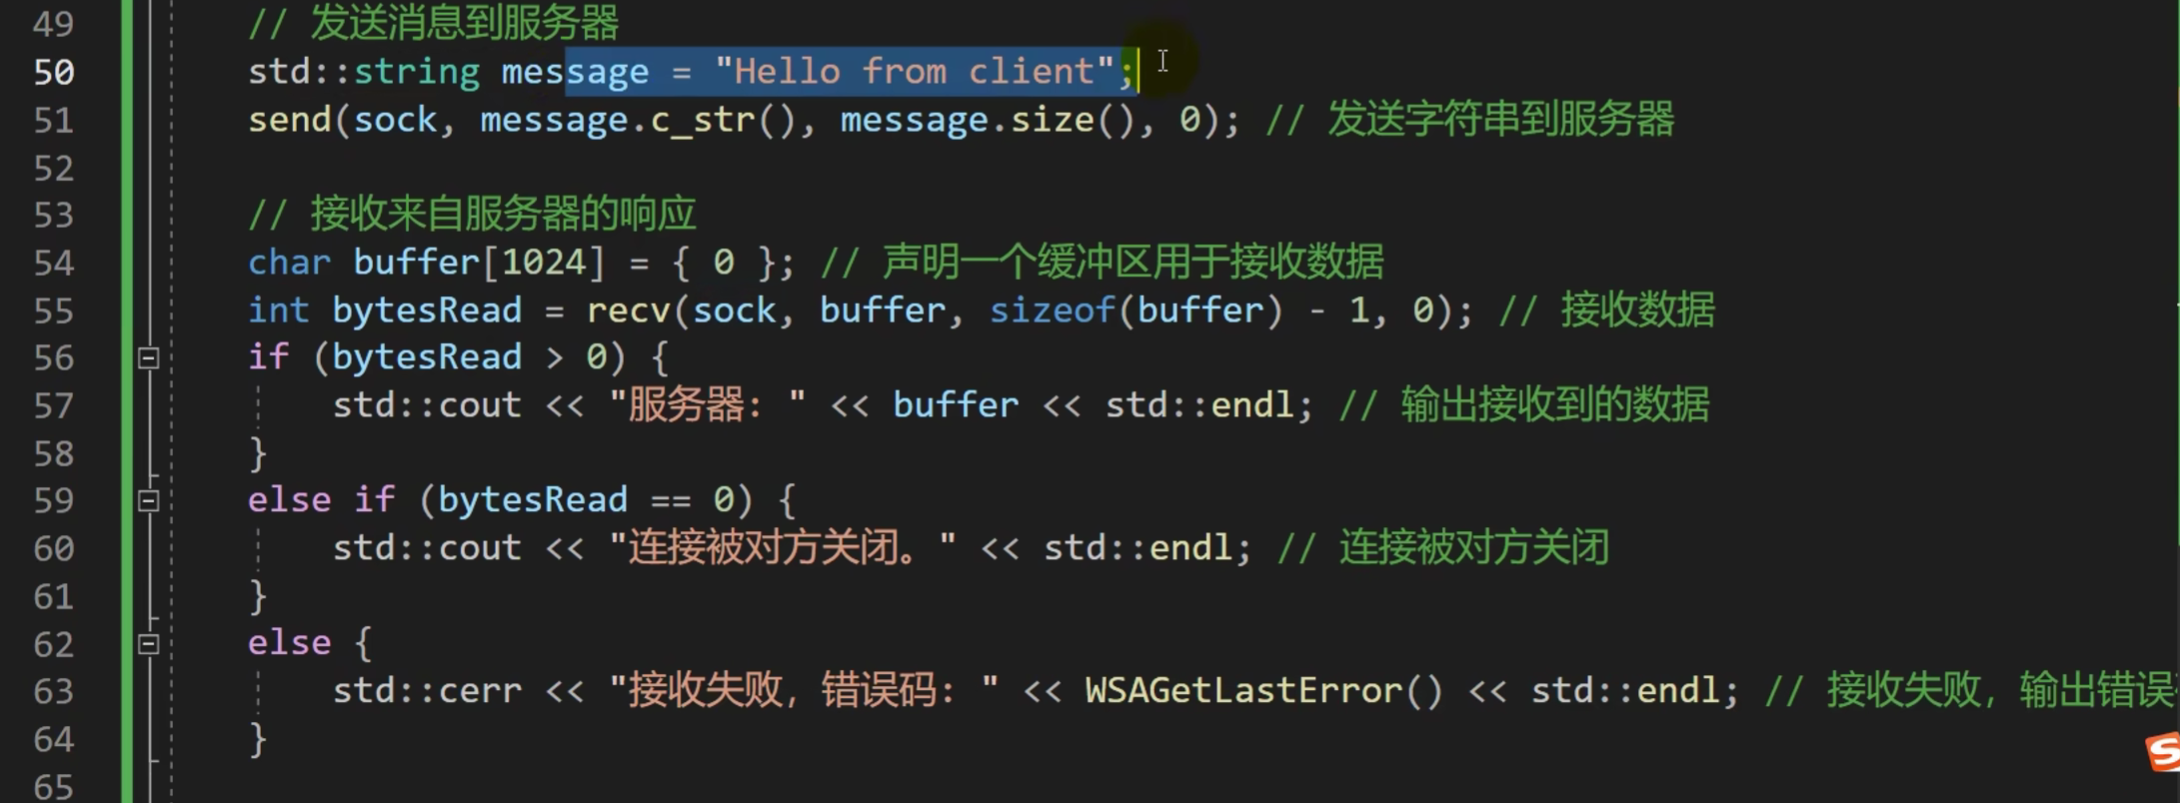 49 // 发送消息到服务器
50 std::string message = "Hello from client";
51 send(sock, message.c_str(), message.size(), 0); // 发送字符串到服务器
52
53 // 接收来自服务器的响应
54 char buffer[1024] = { 0 }; // 声明一个缓冲区用于接收数据
55 int bytesRead = recv(sock, buffer, sizeof(buffer) - 1, 0); // 接收数据
56 if (bytesRead > 0) {
57 std::cout << "服务器: " << buffer << std::endl; // 输出接收到的数据
58 }
59 else if (bytesRead == 0) {
60 std::cout << "连接被对方关闭。" << std::endl; // 连接被对方关闭
61 }
62 else {
63 std::cerr << "接收失败, 错误码: " << WSAGetLastError() << std::endl; // 接收失败, 输出错误
64 }
65